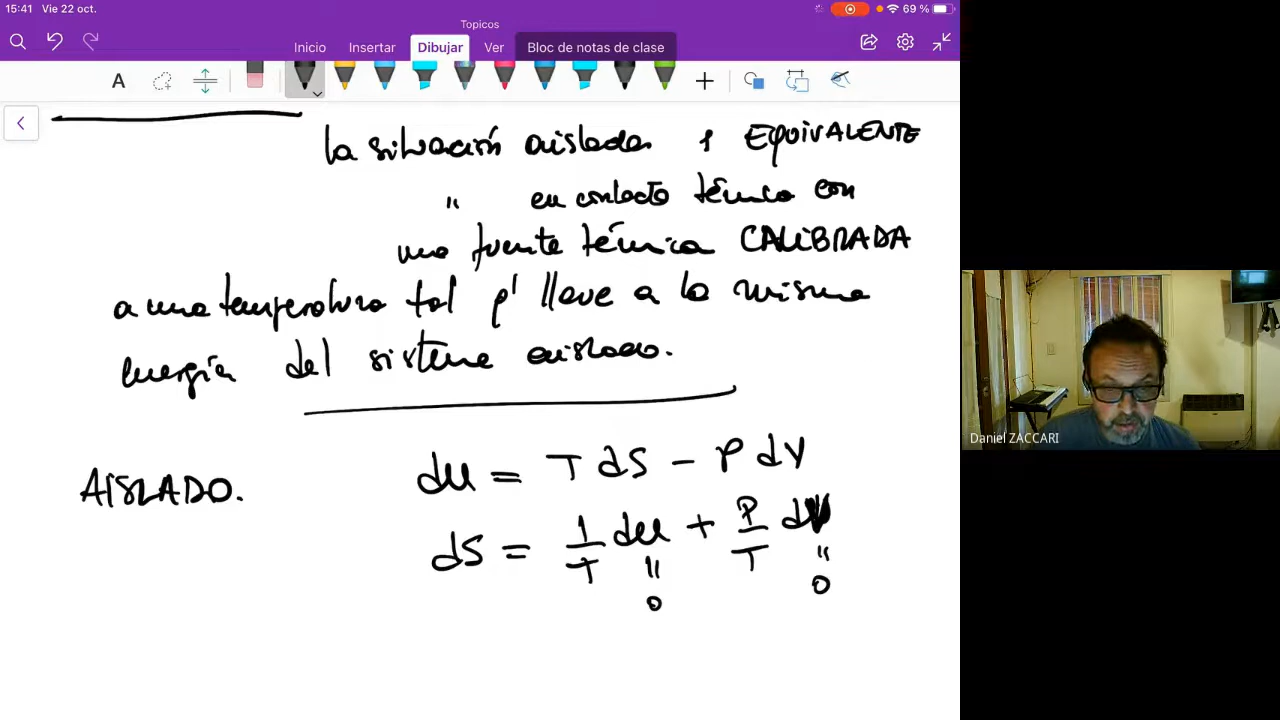 15:41 Vie 22 oct. 69 %
Topicos
Inicio Insertar Dibujar Ver Bloc de notas de clase
A
la situación aislada y EQUIVALENTE
" en contacto térmico con
una fuente térmica CALIBRADA
a una temperatura tal q' lleve a la misma
energía del sistema aislado.
Daniel ZACCARI
AISLADO. du = T dS - P dV
dS = 1/T du + P/T dV
" "
0 0